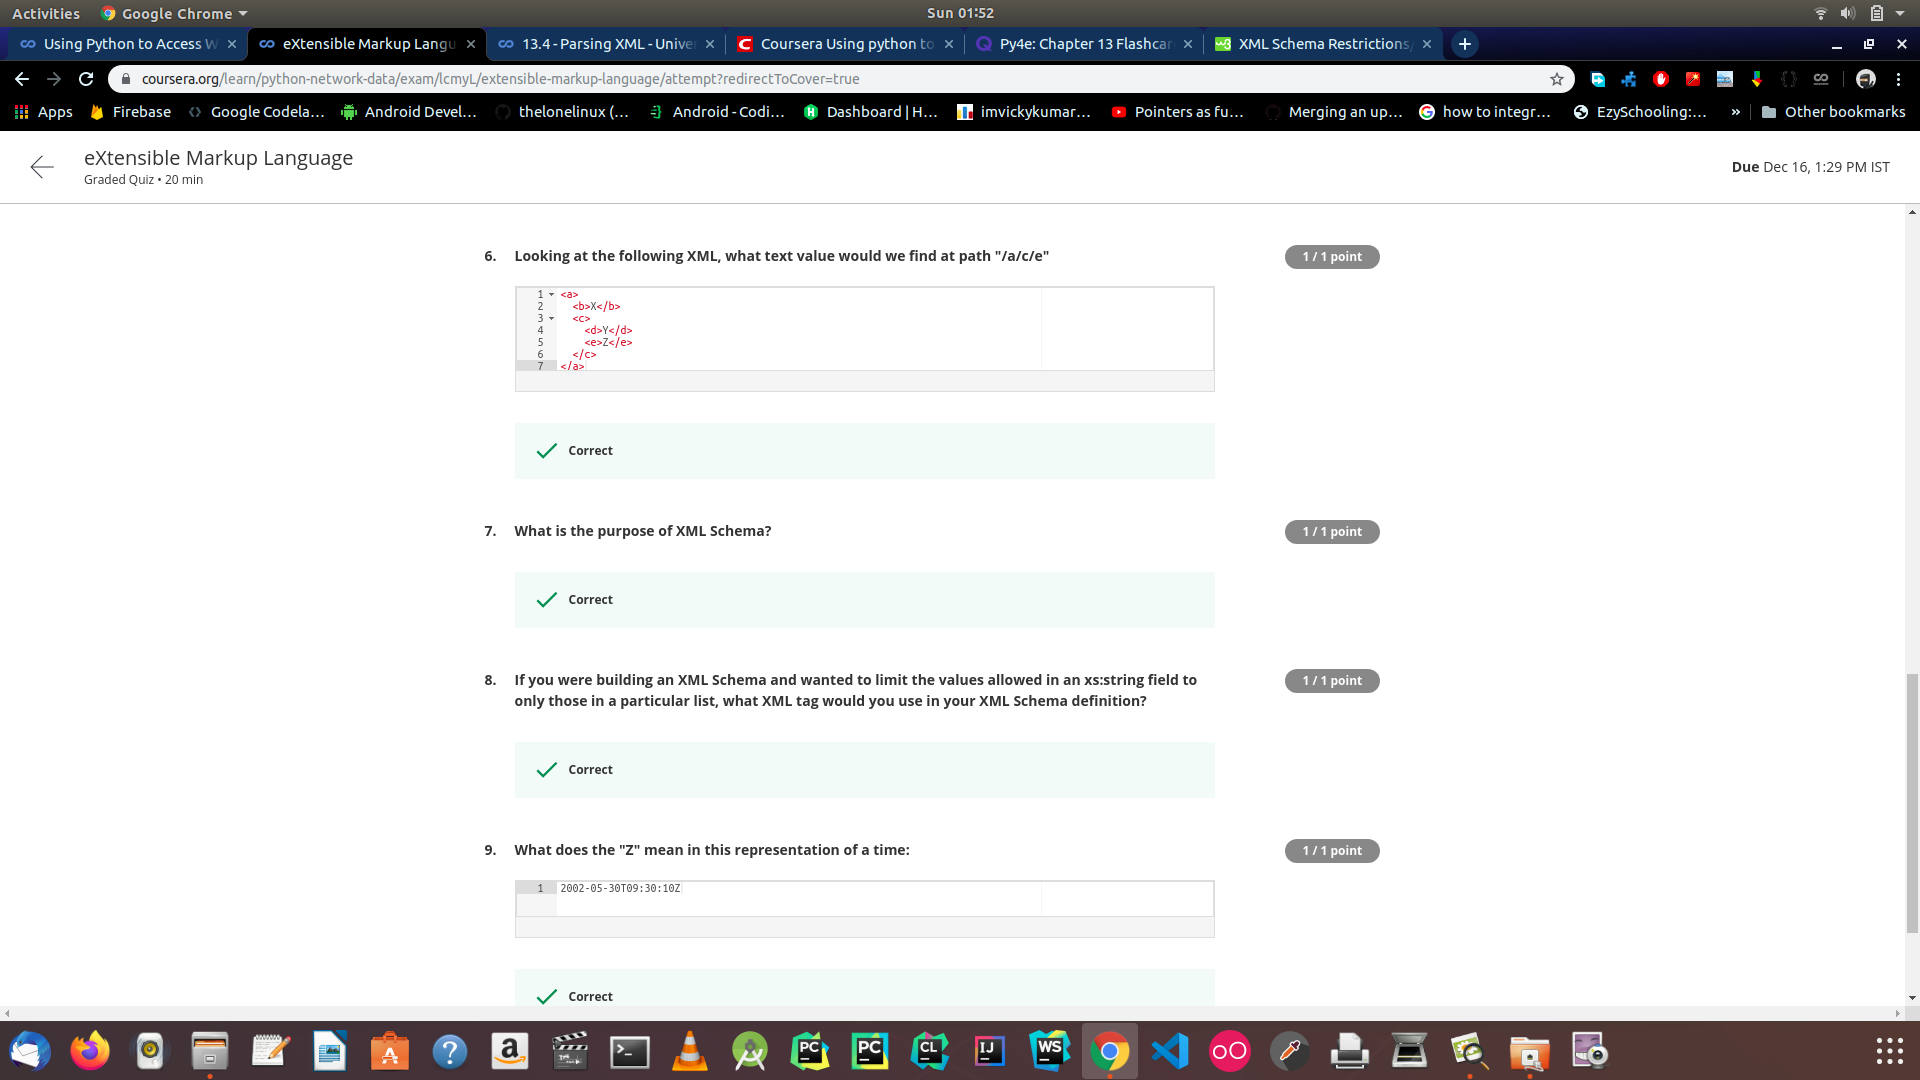 Activities Google Chrome Sun 01:52
Using Python to Access W eXtensible Markup Langu 13.4 - Parsing XML - Unive Coursera Using python to Py4e: Chapter 13 Flashcar XML Schema Restrictions,
coursera.org/learn/python-network-data/exam/lcmyL/extensible-markup-language/attempt?redirectToCover=true
Apps Firebase Google Codela... Android Devel... thelonelinux (... Android - Codi... Dashboard | H... imvickykumar... Pointers as fu... Merging an up... how to integr... EzySchooling:... » Other bookmarks
eXtensible Markup Language
Graded Quiz • 20 min
Due Dec 16, 1:29 PM IST
6. Looking at the following XML, what text value would we find at path "/a/c/e"
1 / 1 point
1 <a>
2 <b>X</b>
3 <c>
4 <d>Y</d>
5 <e>Z</e>
6 </c>
7 </a>
Correct
7. What is the purpose of XML Schema?
1 / 1 point
Correct
8. If you were building an XML Schema and wanted to limit the values allowed in an xs:string field to
only those in a particular list, what XML tag would you use in your XML Schema definition?
1 / 1 point
Correct
9. What does the "Z" mean in this representation of a time:
1 / 1 point
1 2002-05-30T09:30:10Z
Correct